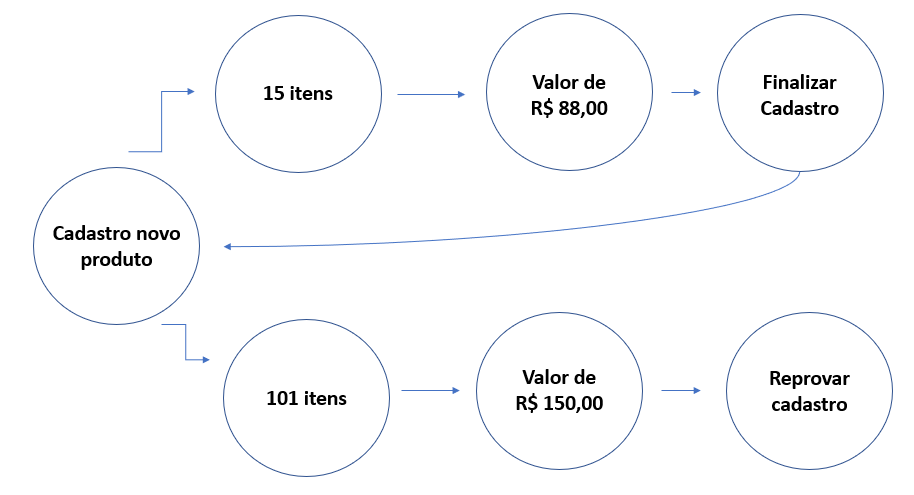 Cadastro novo
produto
15 itens
Valor de
R$ 88,00
Finalizar
Cadastro
101 itens
Valor de
R$ 150,00
Reprovar
cadastro